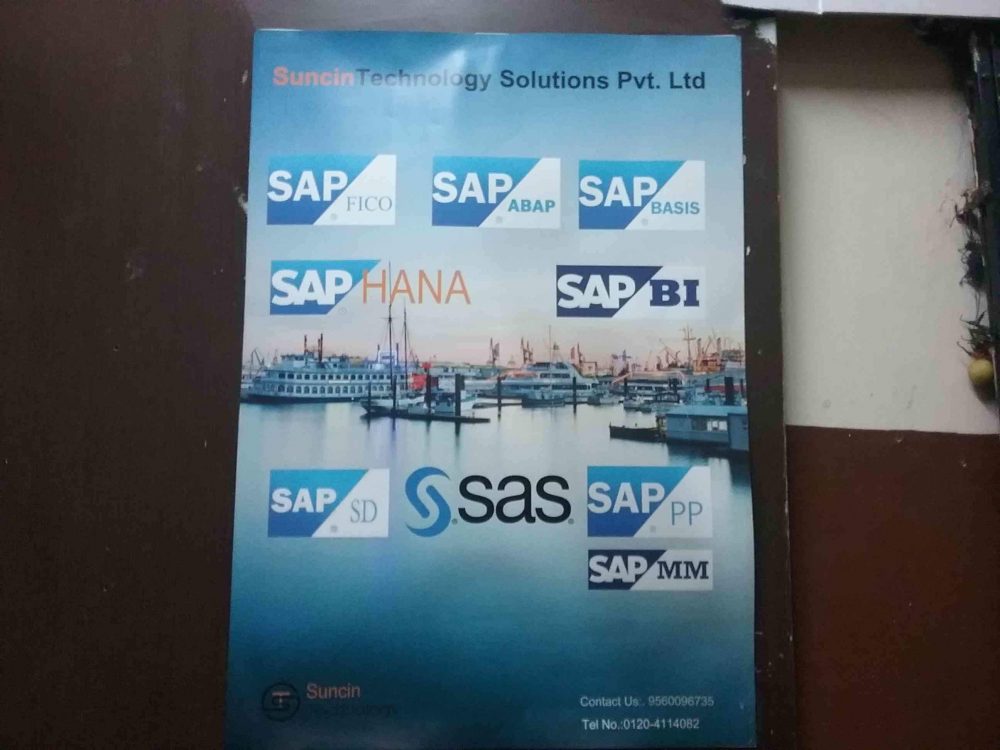 SuncinTechnology Solutions Pvt. Ltd
SAP FICO
SAP ABAP
SAP BASIS
SAP HANA
SAP BI
SAP SD
sas
SAP PP
SAP MM
Suncin
Technology
Contact Us:. 9560096735
Tel No.:0120-4114082